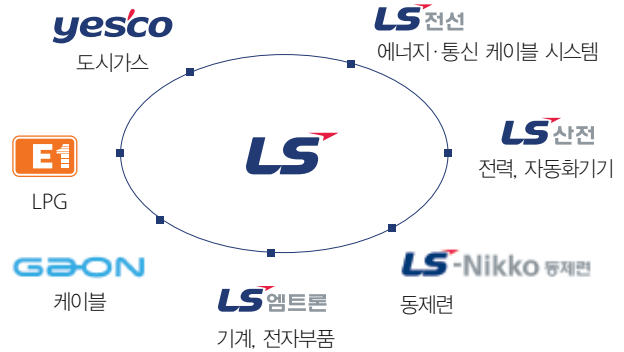 yesco
도시가스
LS전선
에너지·통신 케이블 시스템
E1
LPG
LS
LS산전
전력, 자동화기기
GAON
케이블
LS엠트론
기계, 전자부품
LS-Nikko 동제련
동제련